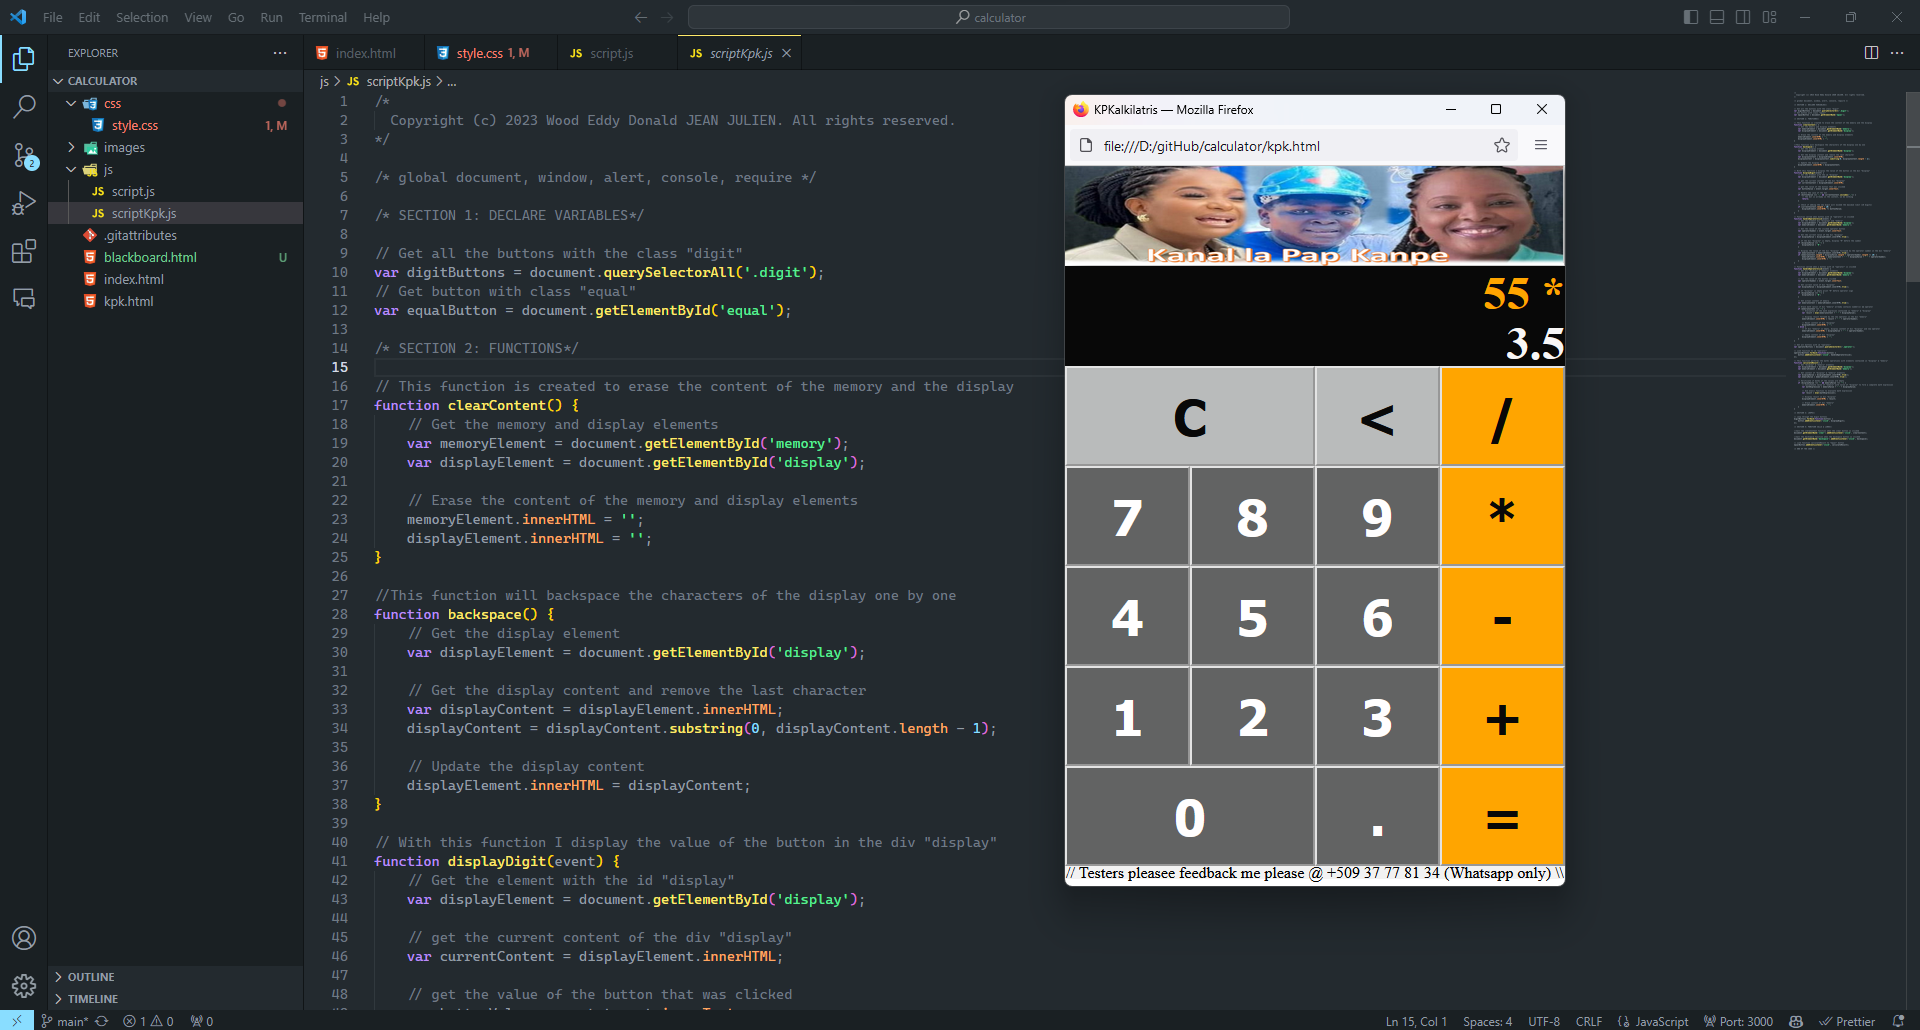 File Edit Selection View Go Run Terminal Help
calculator
EXPLORER
CALCULATOR
css
style.css 1, M
images
js
script.js
scriptKpk.js
.gitattributes
blackboard.html U
index.html
kpk.html
OUTLINE
TIMELINE
index.html style.css 1, M script.js scriptKpk.js
js > scriptKpk.js > ...
1 /*
2 Copyright (c) 2023 Wood Eddy Donald JEAN JULIEN. All rights reserved.
3 */
4
5 /* global document, window, alert, console, require */
6
7 /* SECTION 1: DECLARE VARIABLES*/
8
9 // Get all the buttons with the class "digit"
10 var digitButtons = document.querySelectorAll('.digit');
11 // Get button with class "equal"
12 var equalButton = document.getElementById('equal');
13
14 /* SECTION 2: FUNCTIONS*/
15
16 // This function is created to erase the content of the memory and the display
17 function clearContent() {
18 // Get the memory and display elements
19 var memoryElement = document.getElementById('memory');
20 var displayElement = document.getElementById('display');
21
22 // Erase the content of the memory and display elements
23 memoryElement.innerHTML = '';
24 displayElement.innerHTML = '';
25 }
26
27 //This function will backspace the characters of the display one by one
28 function backspace() {
29 // Get the display element
30 var displayElement = document.getElementById('display');
31
32 // Get the display content and remove the last character
33 var displayContent = displayElement.innerHTML;
34 displayContent = displayContent.substring(0, displayContent.length - 1);
35
36 // Update the display content
37 displayElement.innerHTML = displayContent;
38 }
39
40 // With this function I display the value of the button in the div "display"
41 function displayDigit(event) {
42 // Get the element with the id "display"
43 var displayElement = document.getElementById('display');
44
45 // get the current content of the div "display"
46 var currentContent = displayElement.innerHTML;
47
48 // get the value of the button that was clicked
KPKalkilatris — Mozilla Firefox
file:///D:/gitHub/calculator/kpk.html
Kanal la Pap Kanpe
55 *
3.5
C < /
7 8 9 *
4 5 6 -
1 2 3 +
0 . =
// Testers pleasee feedback me please @ +509 37 77 81 34 (Whatsapp only) \\
main* 1 0 0
Ln 15, Col 1 Spaces: 4 UTF-8 CRLF {} JavaScript Port: 3000 Prettier